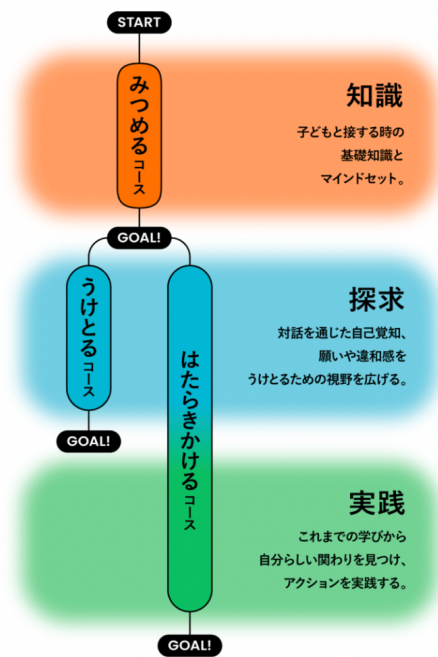 START
みつめるコース
知識
子どもと接する時の
基礎知識と
マインドセット。
GOAL!
うけとるコース
はたらきかけるコース
探求
対話を通じた自己覚知、
願いや違和感を
うけとるための視野を広げる。
GOAL!
実践
これまでの学びから
自分らしい関わりを見つけ、
アクションを実践する。
GOAL!